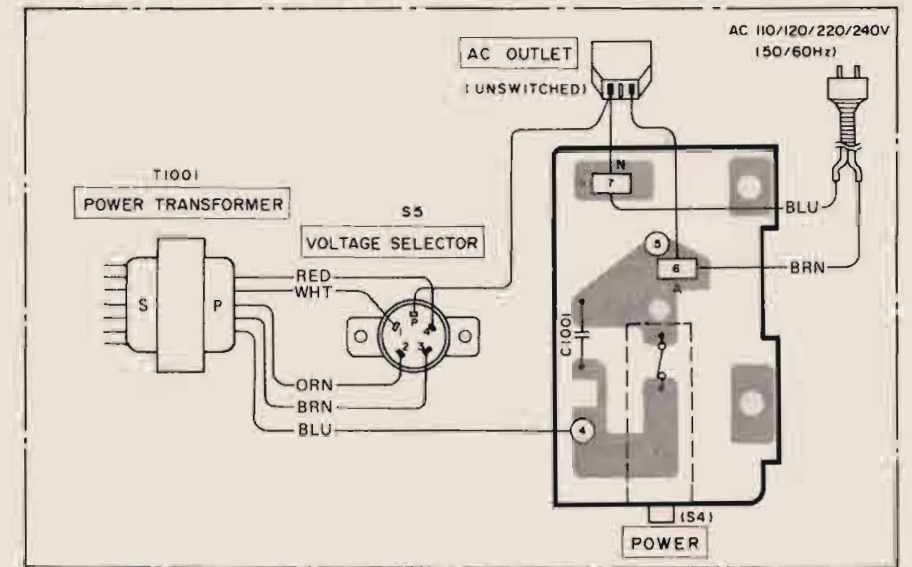 AC OUTLET
(UNSWITCHED)
AC 110/120/220/240V
(50/60Hz)
T1001
POWER TRANSFORMER
S5
VOLTAGE SELECTOR
N
7
BLU
5
6
A
BRN
RED
WHT
S
P
P
1
4
2
3
C1001
ORN
BRN
BLU
4
(S4)
POWER